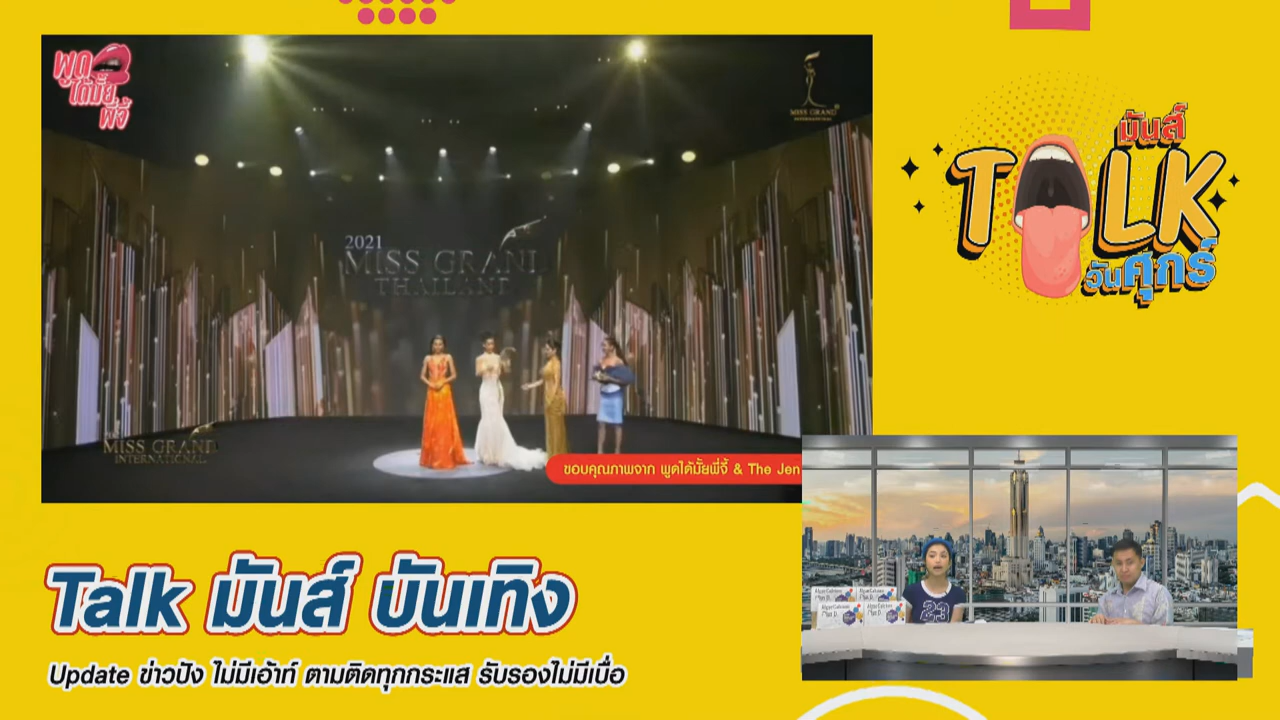 พูด
ได้มั้ย
พี่จี้
MISS GRAND
INTERNATIONAL
2021
MISS GRAND
THAILAND
MISS GRAND
INTERNATIONAL
ขอบคุณภาพจาก พูดได้มั้ยพี่จี้ & The Jen
มันส์
TALK
วันศุกร์
23
Talk มันส์ บันเทิง
Update ข่าวปัง ไม่มีเอ้าท์ ตามติดทุกกระแส รับรองไม่มีเบื่อ